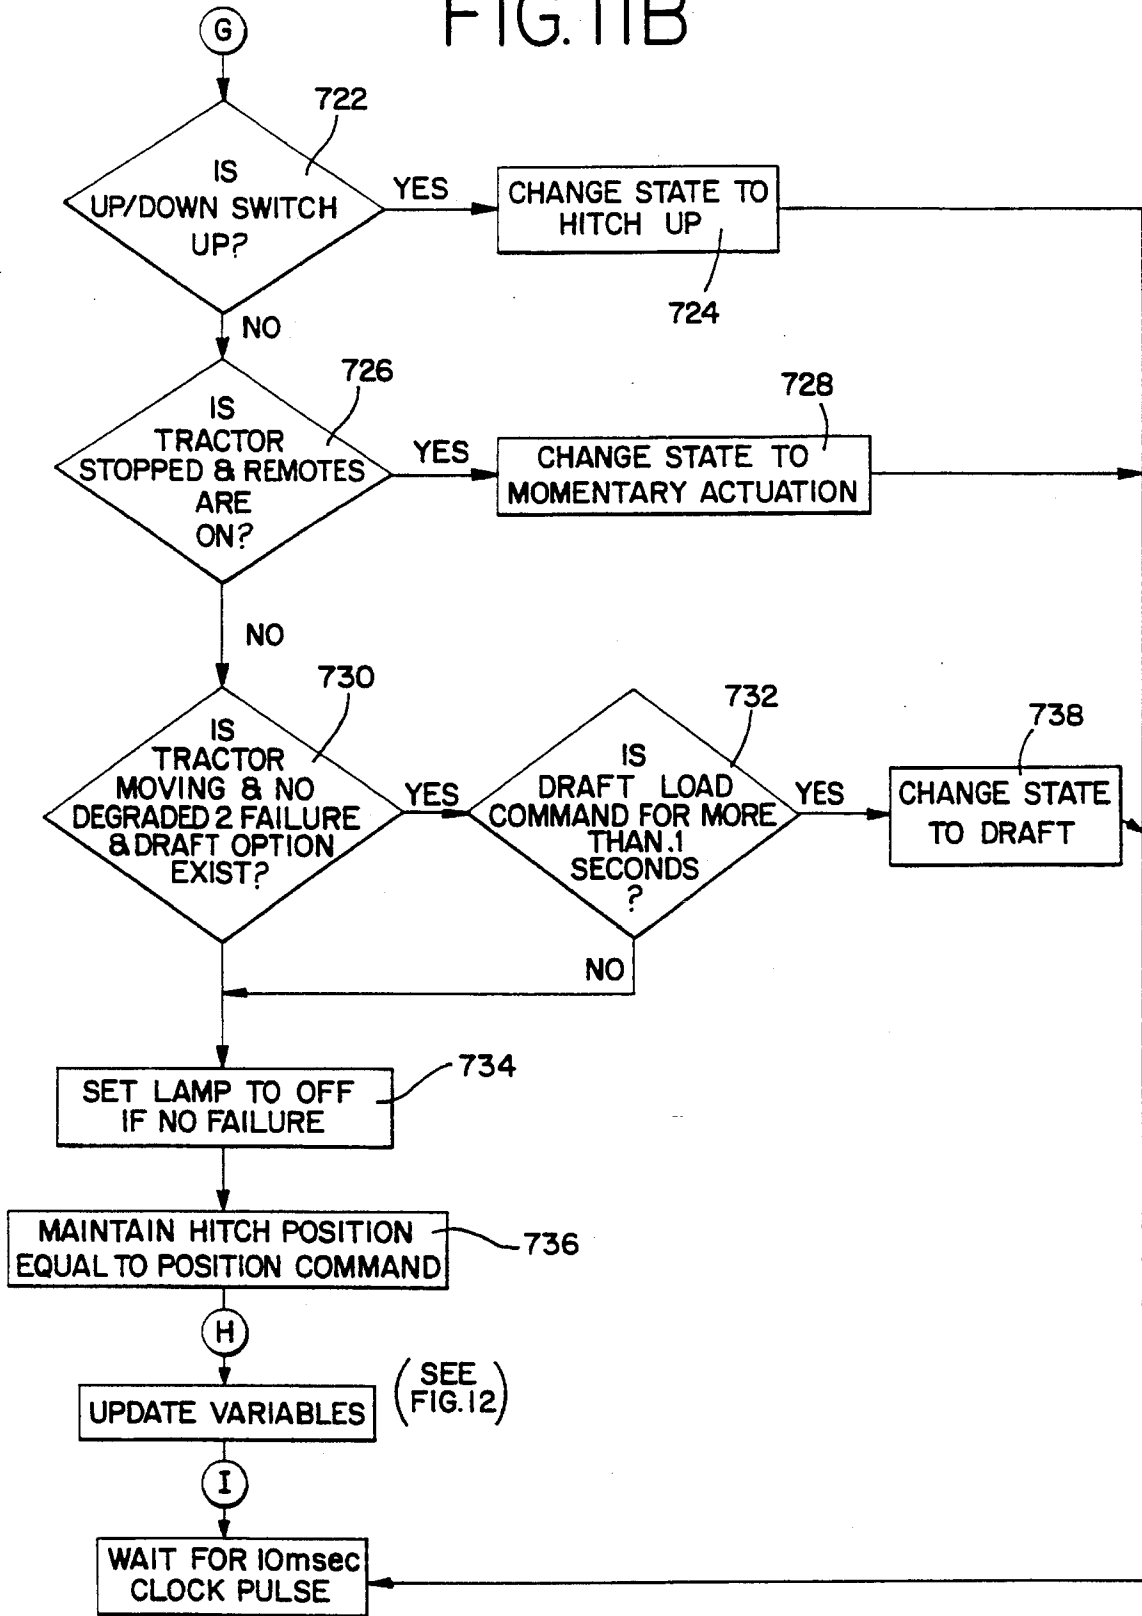 FIG. 11B
G
722
IS
UP/DOWN SWITCH
UP?
YES
CHANGE STATE TO
HITCH UP
724
NO
726
IS
TRACTOR
STOPPED & REMOTES
ARE
ON?
YES
728
CHANGE STATE TO
MOMENTARY ACTUATION
NO
730
IS
TRACTOR
MOVING & NO
DEGRADED 2 FAILURE
& DRAFT OPTION
EXIST?
YES
732
IS
DRAFT LOAD
COMMAND FOR MORE
THAN .1
SECONDS
?
YES
738
CHANGE STATE
TO DRAFT
NO
734
SET LAMP TO OFF
IF NO FAILURE
MAINTAIN HITCH POSITION
EQUAL TO POSITION COMMAND
736
H
UPDATE VARIABLES
(SEE
FIG. 12)
I
WAIT FOR 10msec
CLOCK PULSE